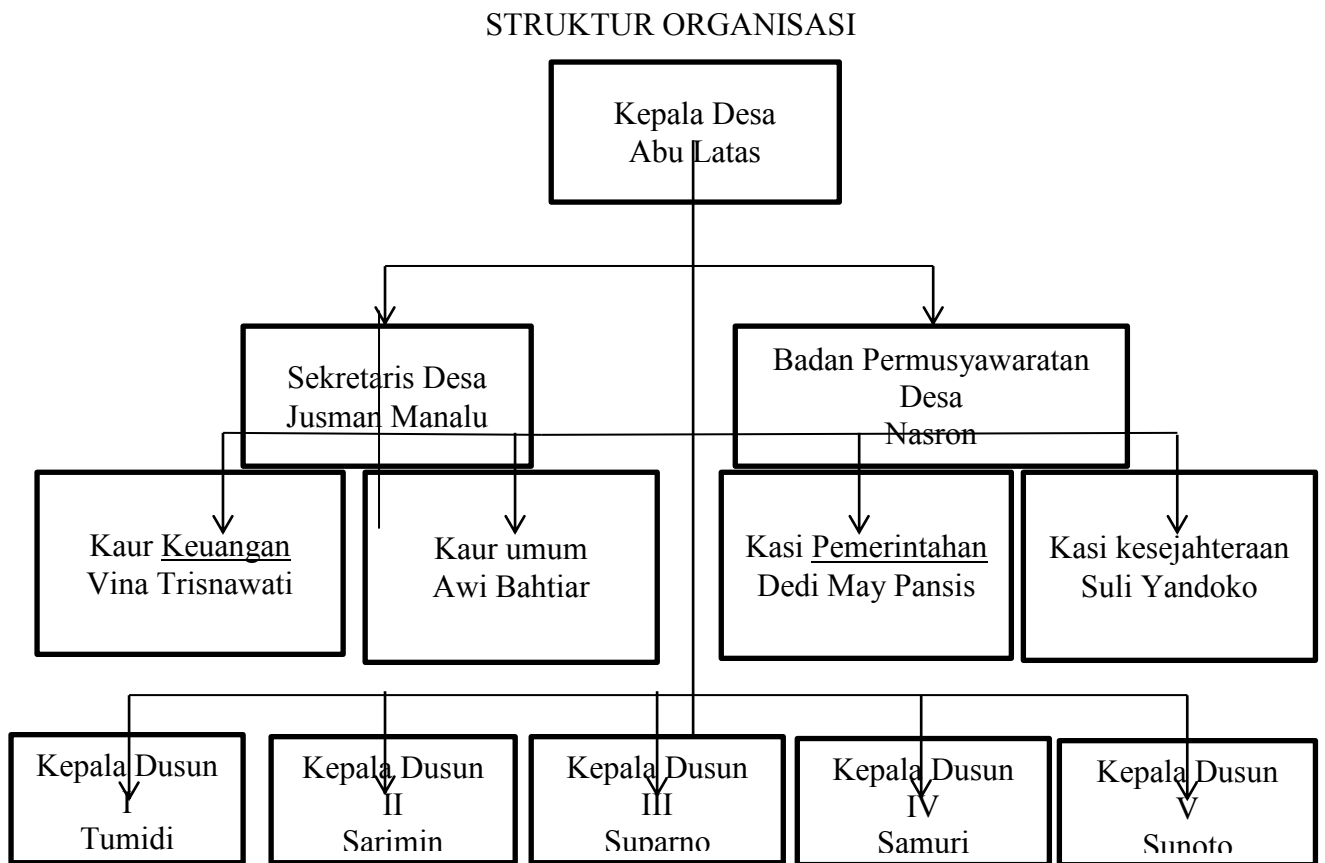 STRUKTUR ORGANISASI
Kepala Desa
Abu Latas
Sekretaris Desa
Jusman Manalu
Badan Permusyawaratan
Desa
Nasron
Kaur Keuangan
Vina Trisnawati
Kaur umum
Awi Bahtiar
Kasi Pemerintahan
Dedi May Pansis
Kasi kesejahteraan
Suli Yandoko
Kepala Dusun
I
Tumidi
Kepala Dusun
II
Sarimin
Kepala Dusun
III
Suparno
Kepala Dusun
IV
Samuri
Kepala Dusun
V
Sunoto